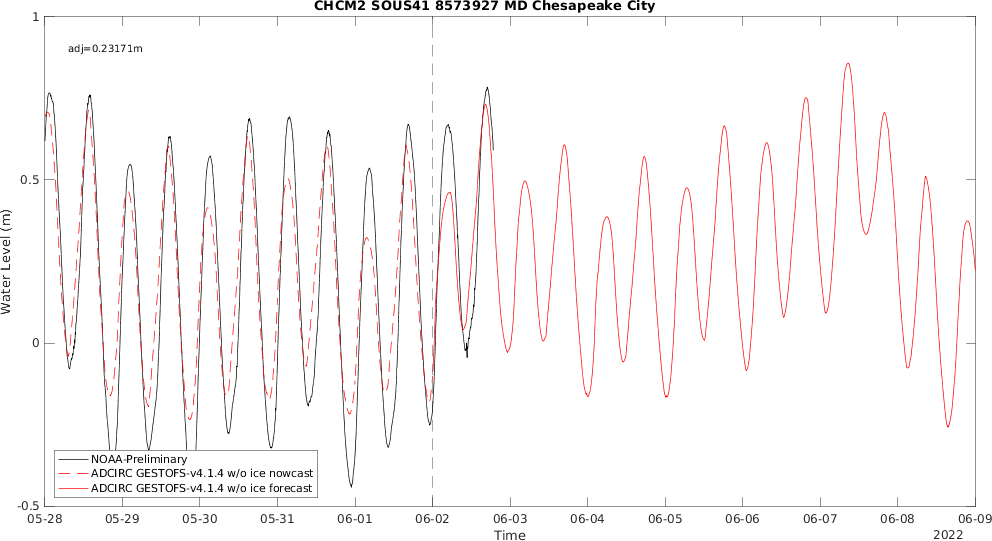 CHCM2 SOUS41 8573927 MD Chesapeake City
adj=0.23171m
Water Level (m)
1
0.5
0
-0.5
NOAA-Preliminary
ADCIRC GESTOFS-v4.1.4 w/o ice nowcast
ADCIRC GESTOFS-v4.1.4 w/o ice forecast
05-28 05-29 05-30 05-31 06-01 06-02 06-03 06-04 06-05 06-06 06-07 06-08 06-09
Time
2022